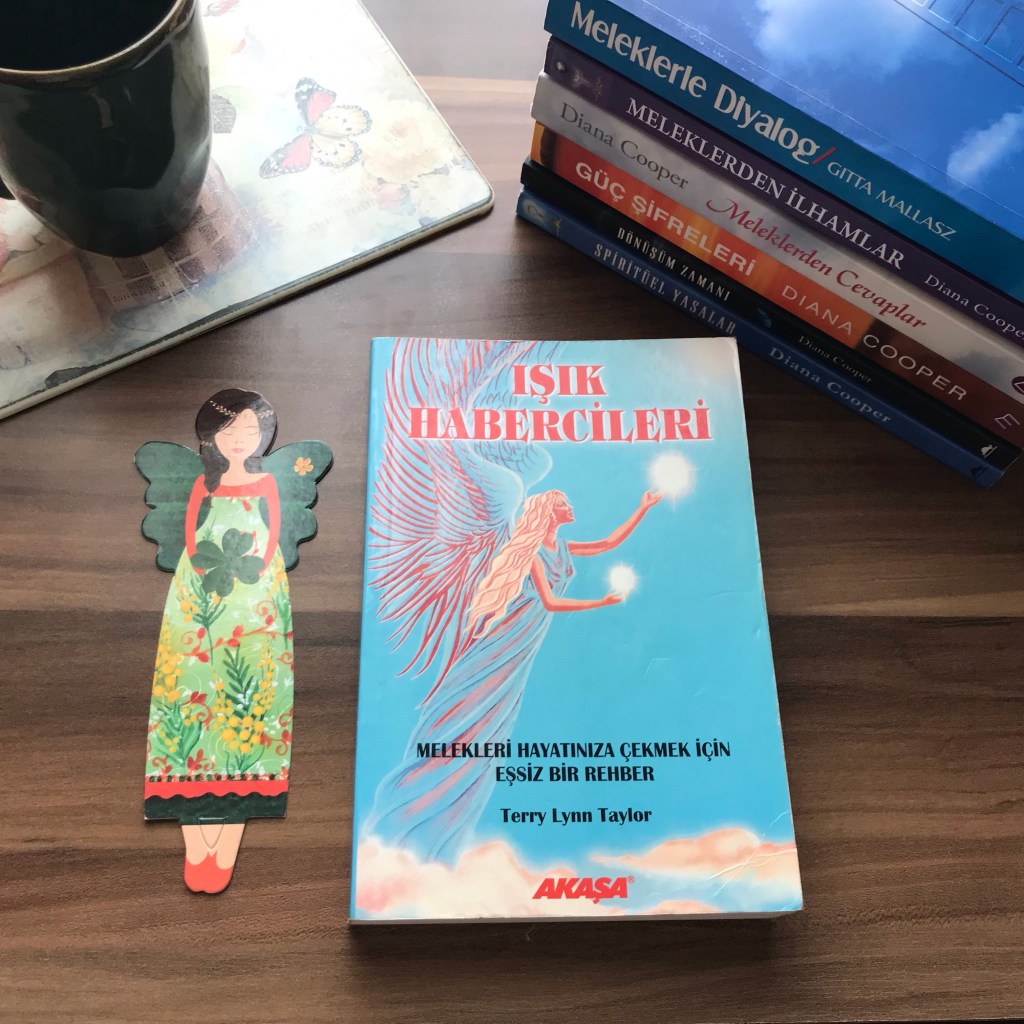 Meleklerle Diyalog/ GITTA MALLASZ
MELEKLERDEN İLHAMLAR Diana Cooper
Diana Cooper Meleklerden Cevaplar
GÜÇ ŞİFRELERİ DIANA COOPER
DÖNÜŞÜM ZAMANI Diana Cooper
SPİRİTÜEL YASALAR Diana Cooper
IŞIK
HABERCİLERİ
MELEKLERİ HAYATINIZA ÇEKMEK İÇİN
EŞSİZ BİR REHBER
Terry Lynn Taylor
AKAŞA®